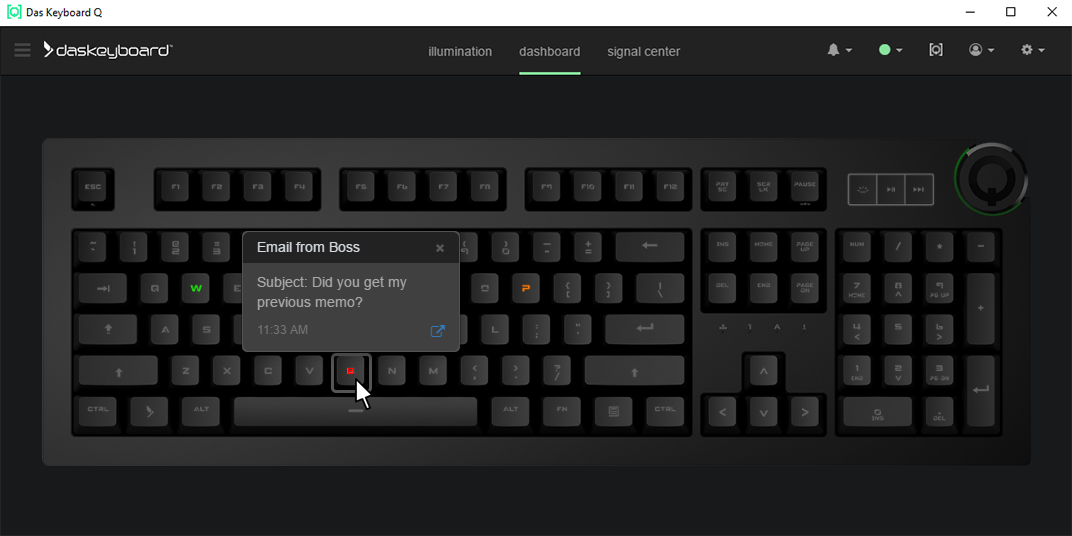 Das Keyboard Q
daskeyboard
illumination dashboard signal center
ESC F1 F2 F3 F4 F5 F6 F7 F8 F9 F10 F11 F12 PRT SC SCR LK PAUSE
INS HOME PAGE UP NUM / * -
Email from Boss
Subject: Did you get my
previous memo?
11:33 AM
Q W E P DEL END PAGE DN 7 HOME 8 9 PG UP +
A S L 4 5 6
Z X C V N M 1 END 2 3 PG DN
CTRL ALT ALT FN CTRL INS DEL